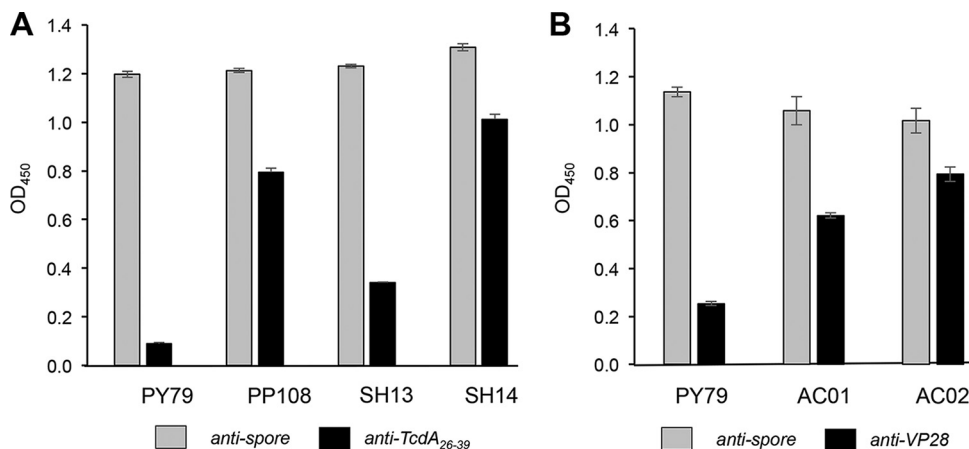 A
1.4
1.2
1.0
0.8
0.6
0.4
0.2
0.0
OD450
PY79 PP108 SH13 SH14
anti-spore anti-TcdA26-39
B
1.4
1.2
1.0
0.8
0.6
0.4
0.2
0.0
OD450
PY79 AC01 AC02
anti-spore anti-VP28